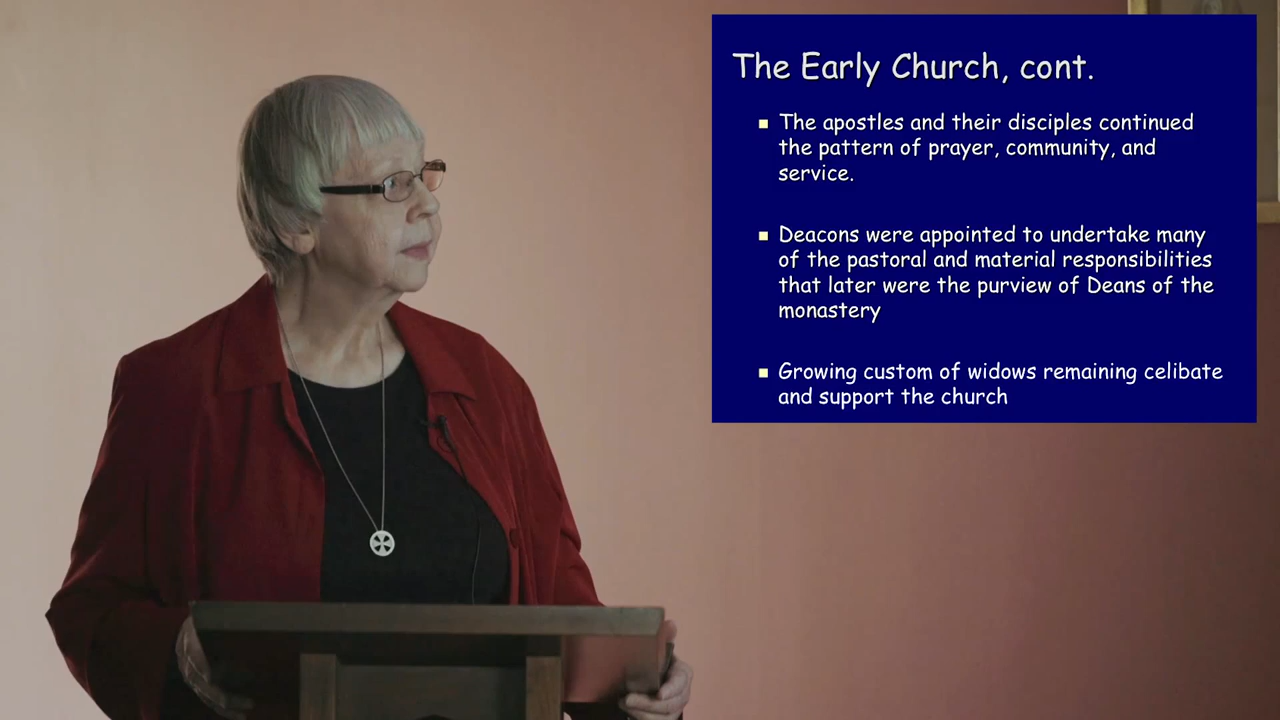 The Early Church, cont.
The apostles and their disciples continued
the pattern of prayer, community, and
service.
Deacons were appointed to undertake many
of the pastoral and material responsibilities
that later were the purview of Deans of the
monastery
Growing custom of widows remaining celibate
and support the church